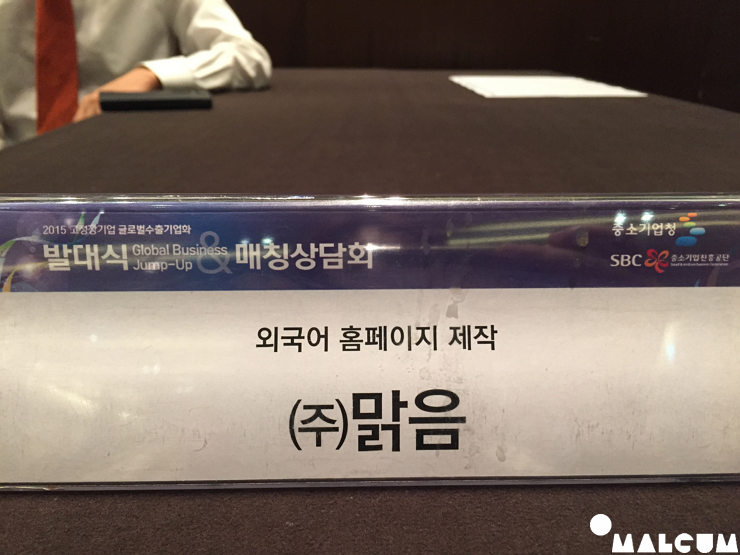 2015 고성장기업 글로벌수출기업화
발대식 Global Business Jump-Up & 매칭상담회
중소기업청
SBC 중소기업진흥공단
외국어 홈페이지 제작
(주)맑음
MALGUM